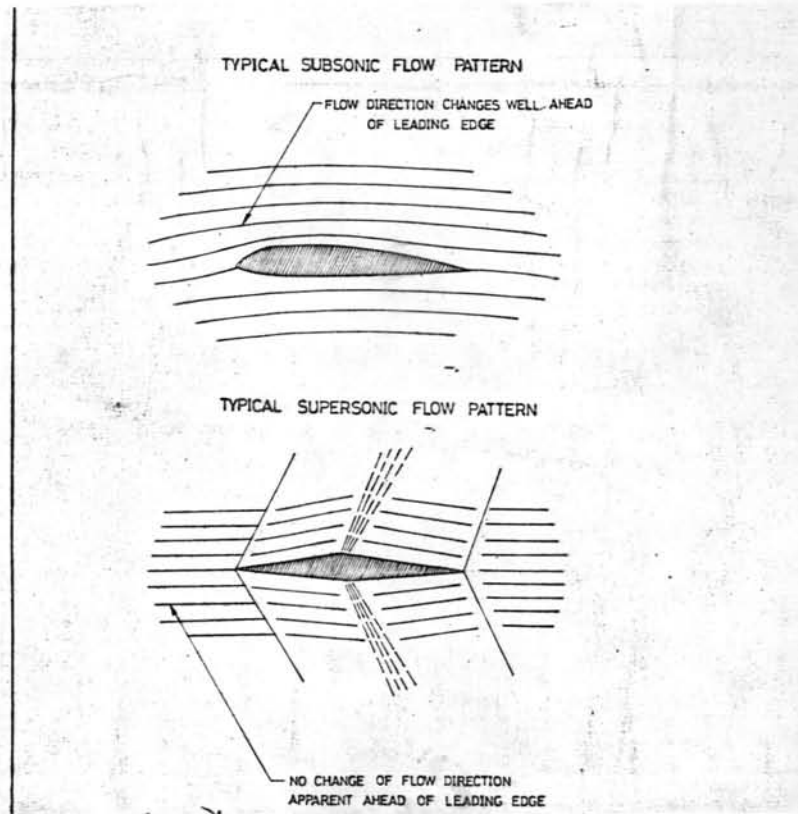 TYPICAL SUBSONIC FLOW PATTERN
FLOW DIRECTION CHANGES WELL AHEAD
OF LEADING EDGE
TYPICAL SUPERSONIC FLOW PATTERN
NO CHANGE OF FLOW DIRECTION
APPARENT AHEAD OF LEADING EDGE